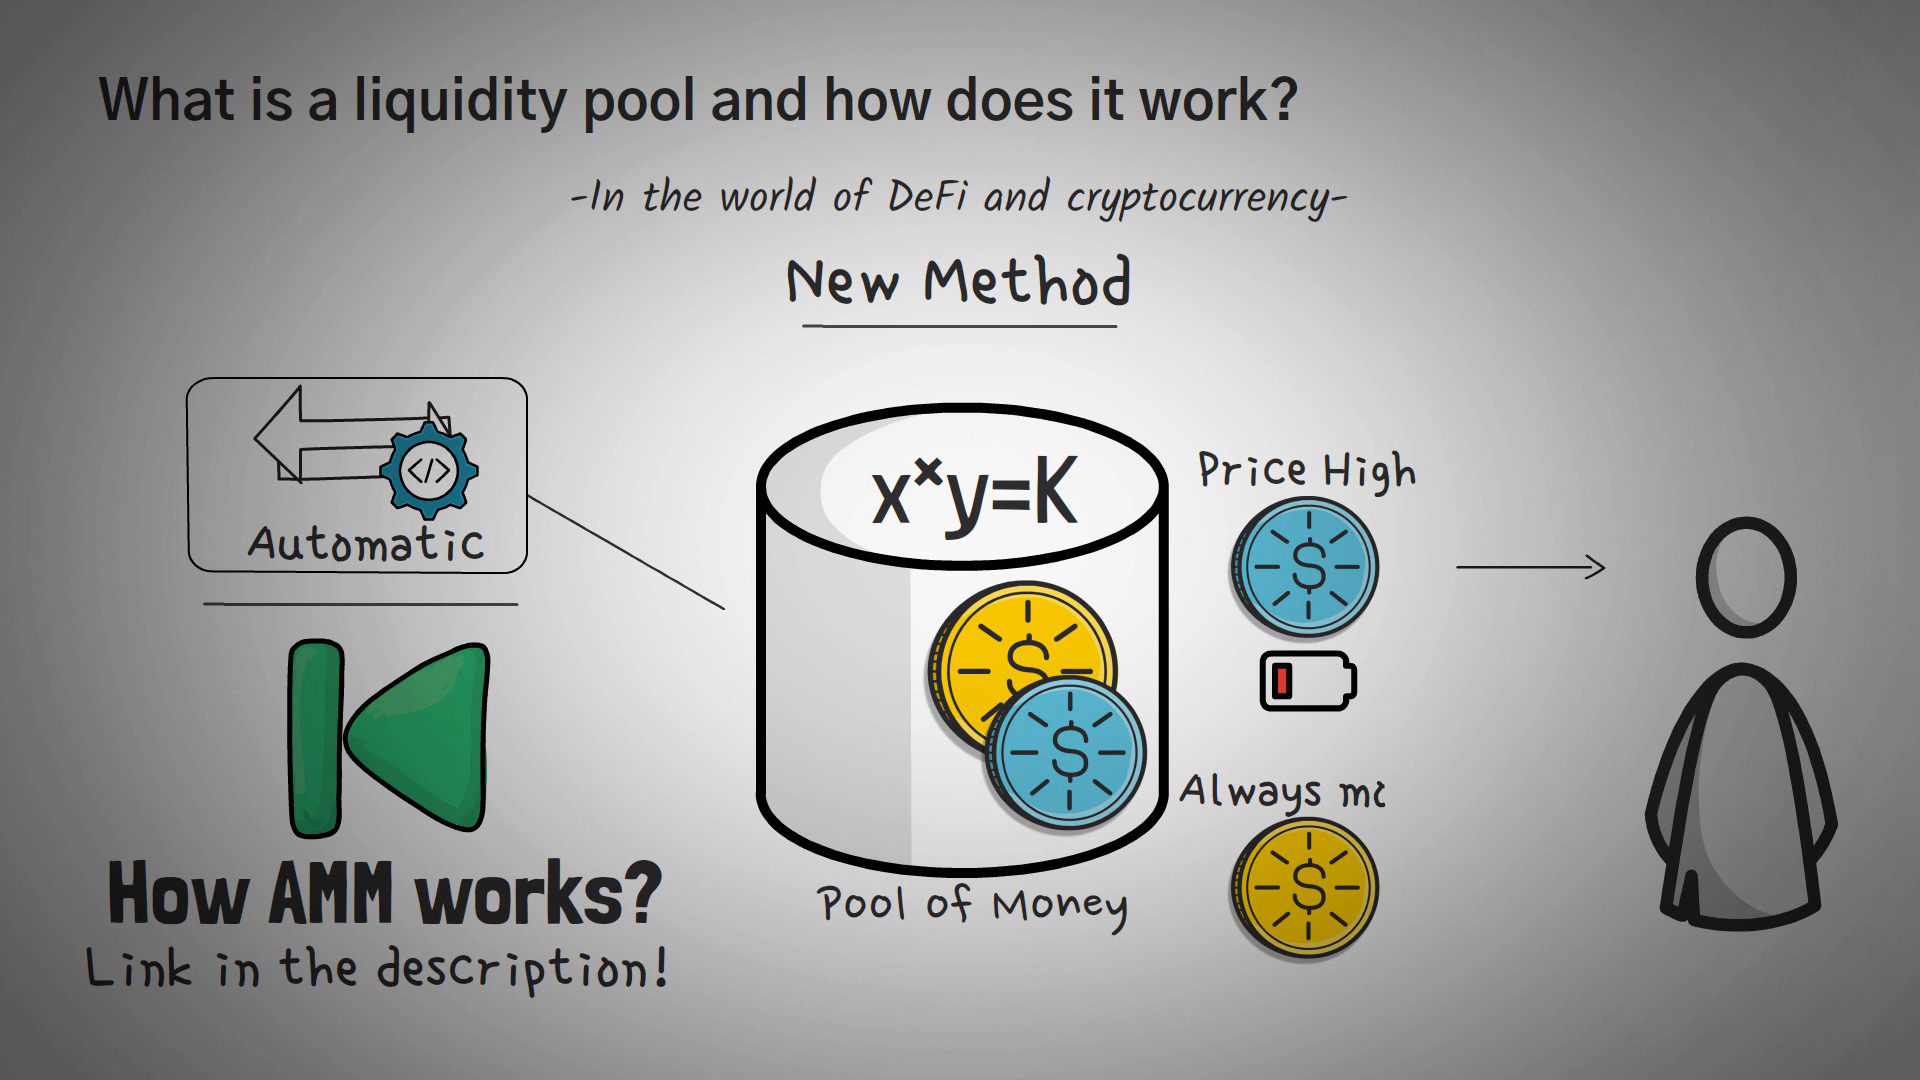 What is a liquidity pool and how does it work?
-In the world of DeFi and cryptocurrency-
New Method
</>
Automatic
x*y=K
Price High
$
$
$
Always
$
Pool of Money
How AMM works?
Link in the description!